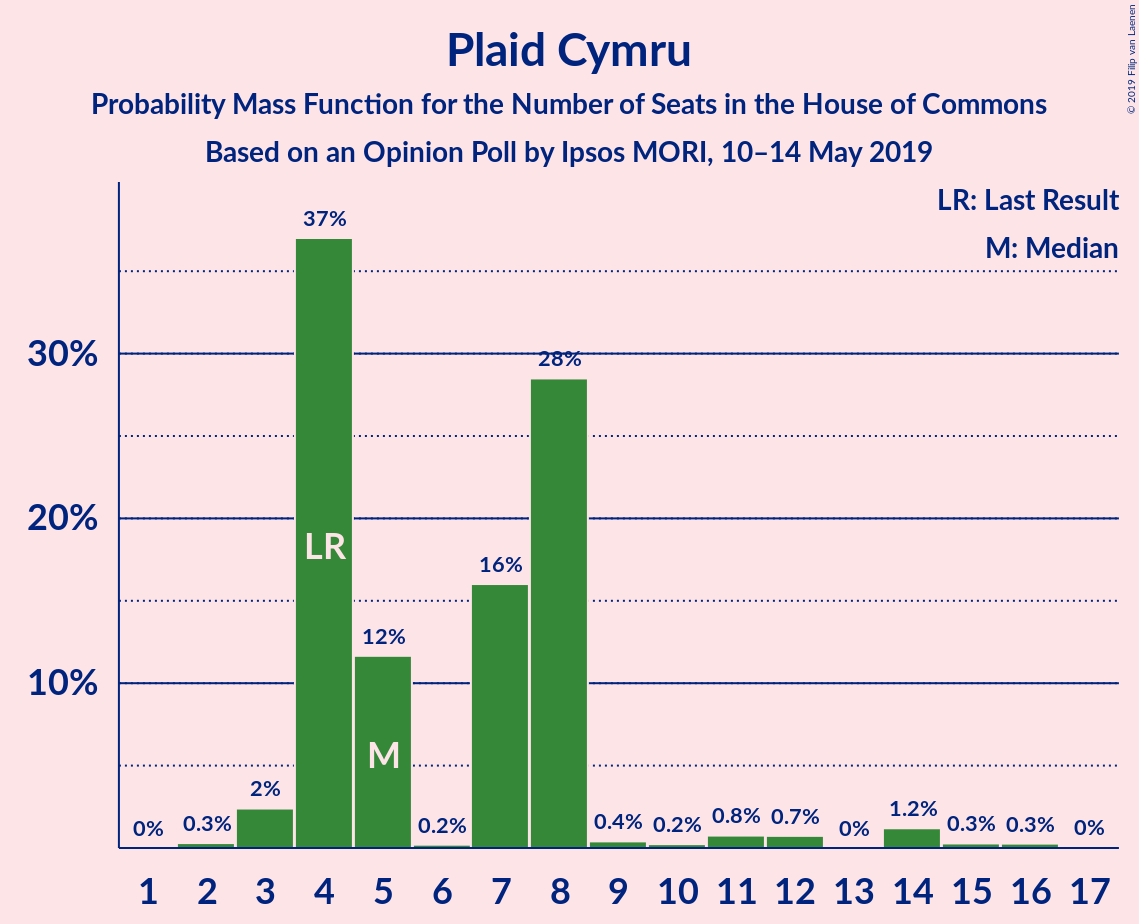 Plaid Cymru
Probability Mass Function for the Number of Seats in the House of Commons
Based on an Opinion Poll by Ipsos MORI, 10–14 May 2019
© 2019 Filip van Laenen
LR: Last Result
M: Median
30%
20%
10%
0% 0.3% 2% 37% 12% 0.2% 16% 28% 0.4% 0.2% 0.8% 0.7% 0% 1.2% 0.3% 0.3% 0%
LR
M
1 2 3 4 5 6 7 8 9 10 11 12 13 14 15 16 17